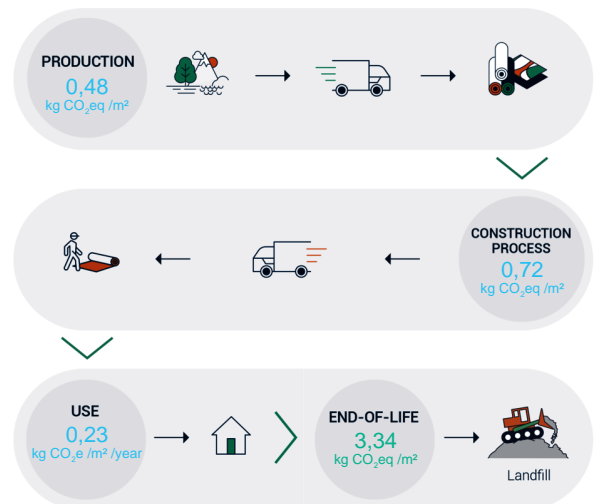 PRODUCTION
0,48
kg CO₂eq /m²
CONSTRUCTION
PROCESS
0,72
kg CO₂eq /m²
USE
0,23
kg CO₂e /m² /year
END-OF-LIFE
3,34
kg CO₂eq /m²
Landfill